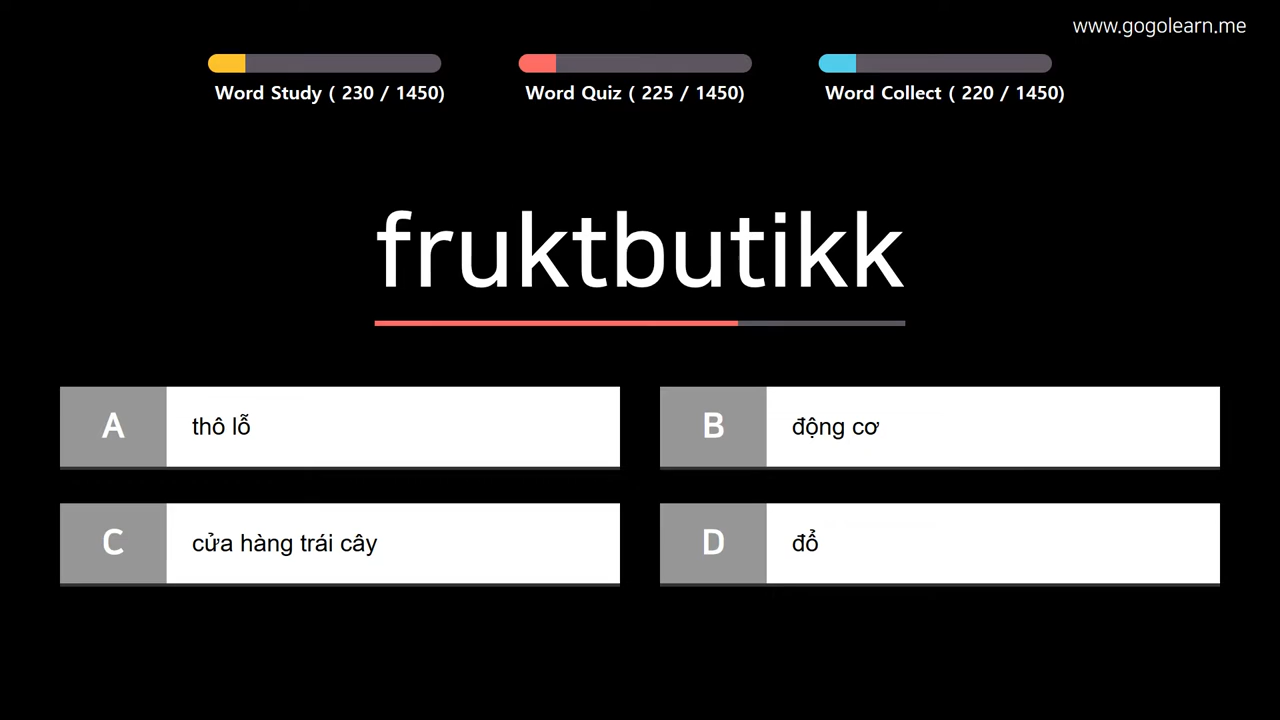 www.gogolearn.me
Word Study ( 230 / 1450)
Word Quiz ( 225 / 1450)
Word Collect ( 220 / 1450)
fruktbutikk
A thô lỗ
B động cơ
C cửa hàng trái cây
D đổ